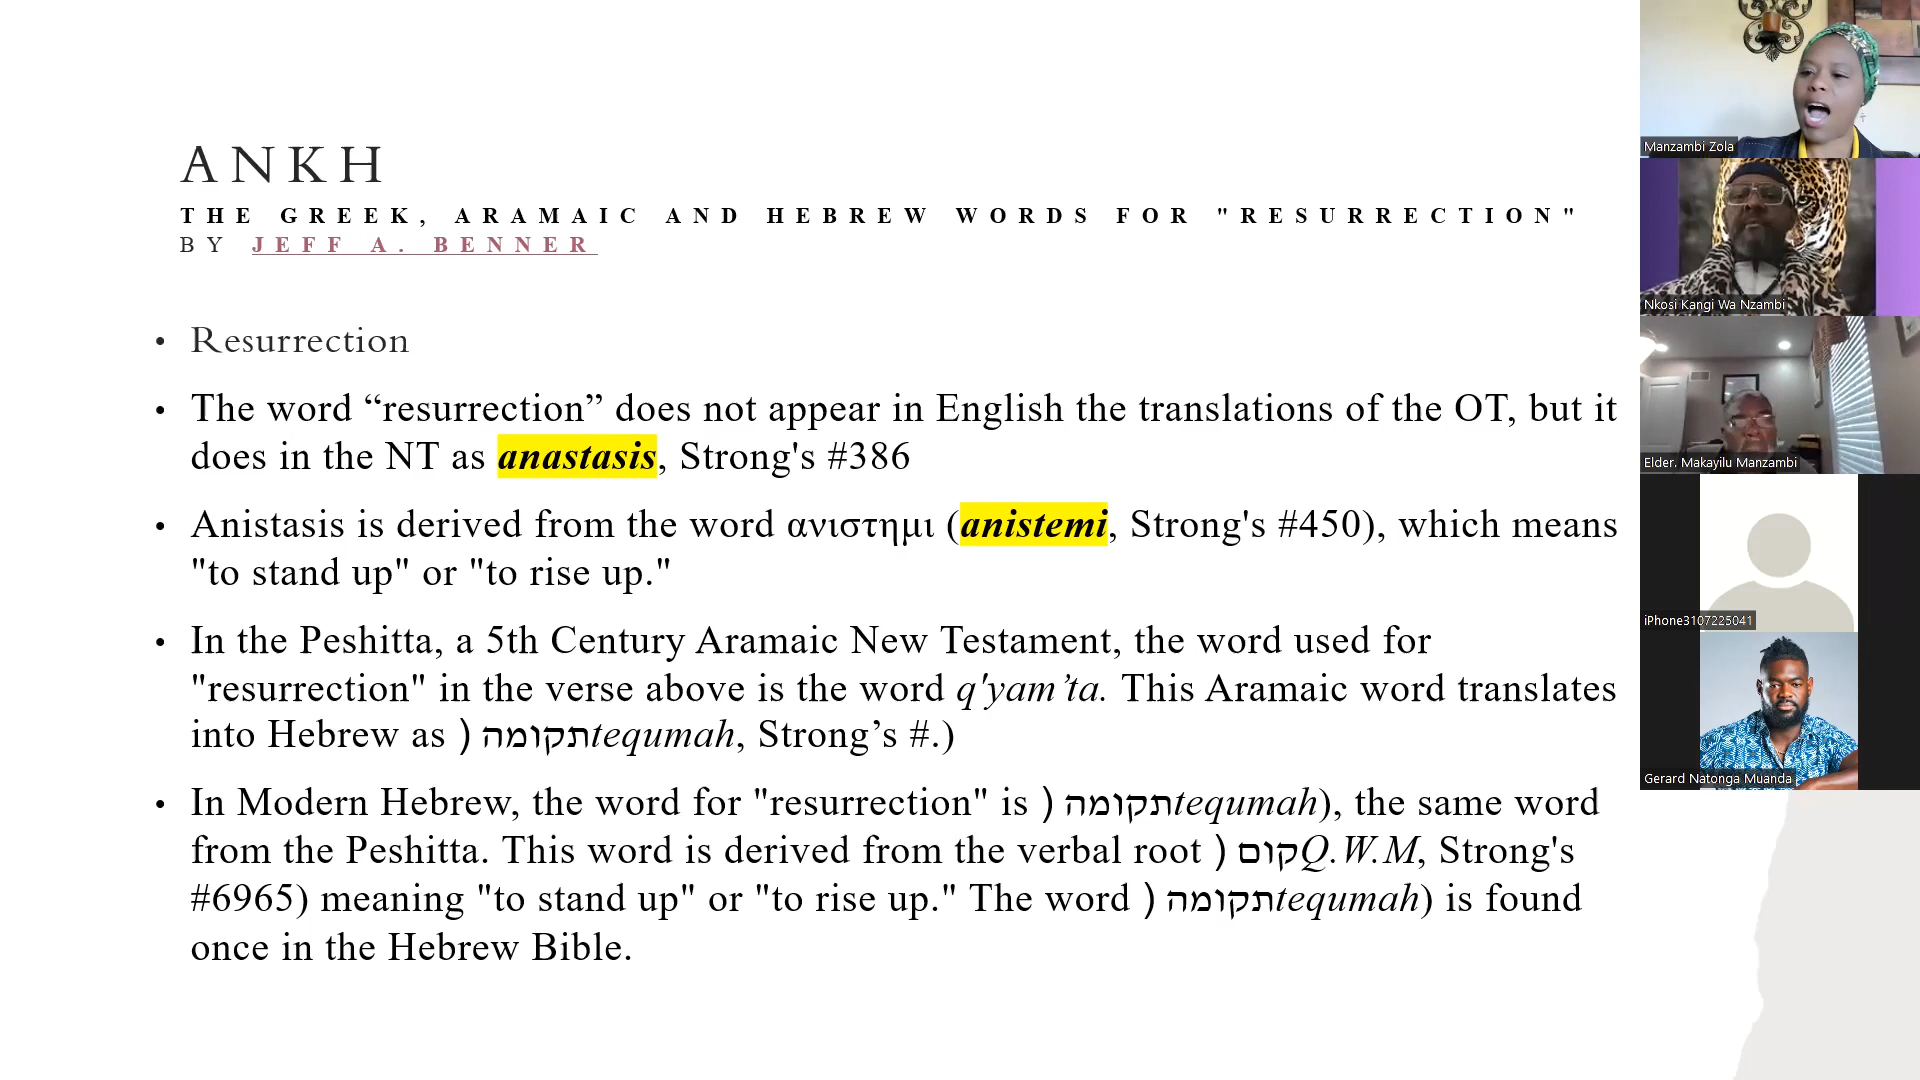 ANKH
THE GREEK, ARAMAIC AND HEBREW WORDS FOR "RESURRECTION"
BY JEFF A. BENNER
• Resurrection
• The word “resurrection” does not appear in English the translations of the OT, but it
does in the NT as anastasis, Strong's #386
• Anistasis is derived from the word ανιστημι (anistemi, Strong's #450), which means
"to stand up" or "to rise up."
• In the Peshitta, a 5th Century Aramaic New Testament, the word used for
"resurrection" in the verse above is the word q'yam’ta. This Aramaic word translates
into Hebrew as ) תקומהtequmah, Strong’s #.)
• In Modern Hebrew, the word for "resurrection" is ) תקומהtequmah), the same word
from the Peshitta. This word is derived from the verbal root ) קוםQ.W.M, Strong's
#6965) meaning "to stand up" or "to rise up." The word ) תקומהtequmah) is found
once in the Hebrew Bible.
Manzambi Zola
Nkosi Kangi Wa Nzambi
Elder. Makayilu Manzambi
iPhone3107225041
Gerard Natonga Muanda